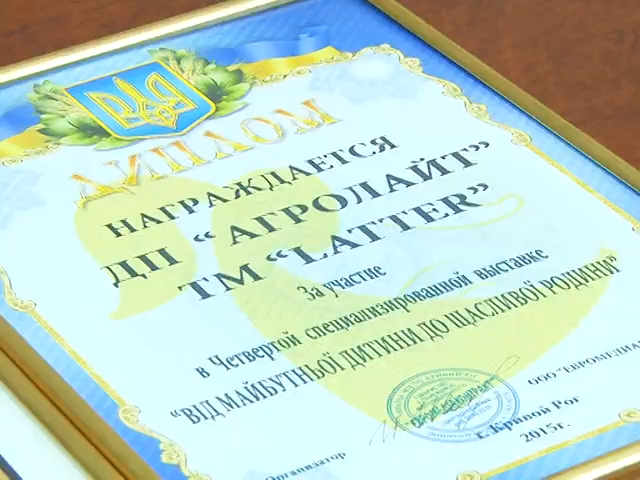 ДИПЛОМ
НАГРАЖДАЕТСЯ
ДП “АГРОЛАЙТ”
ТМ “LATTER”
За участие
в Четвертой специализированной выставке
“ВІД МАЙБУТНЬОЇ ДИТИНИ ДО ЩАСЛИВОЇ РОДИНИ”
Организатор
ООО "ЕВРОМЕДИА
г. Кривой Рог
2015г.